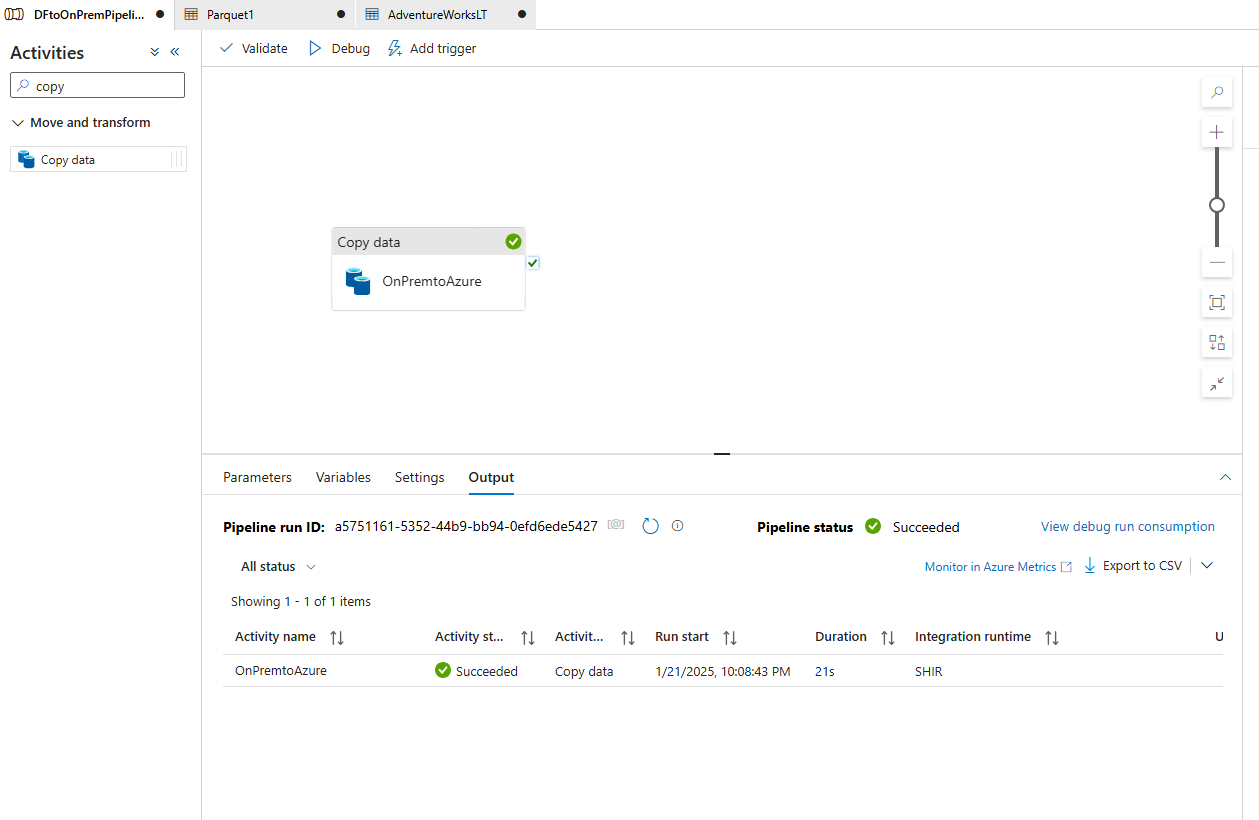 DFtoOnPremPipeli...
Parquet1
AdventureWorksLT
Activities
Validate
Debug
Add trigger
copy
Move and transform
Copy data
Copy data
OnPremtoAzure
Parameters
Variables
Settings
Output
Pipeline run ID: a5751161-5352-44b9-bb94-0efd6ede5427
Pipeline status Succeeded
View debug run consumption
All status
Monitor in Azure Metrics
Export to CSV
Showing 1 - 1 of 1 items
Activity name Activity st... Activit... Run start Duration Integration runtime U
OnPremtoAzure Succeeded Copy data 1/21/2025, 10:08:43 PM 21s SHIR